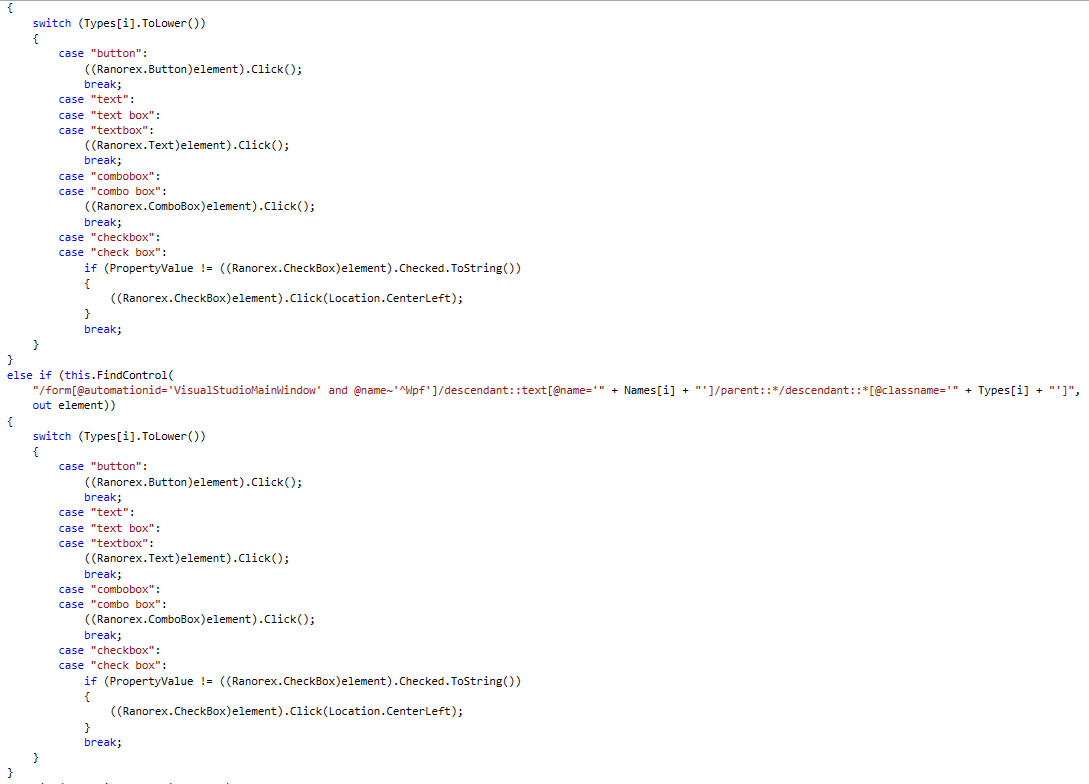 {
switch (Types[i].ToLower())
{
case "button":
((Ranorex.Button)element).Click();
break;
case "text":
case "text box":
case "textbox":
((Ranorex.Text)element).Click();
break;
case "combobox":
case "combo box":
((Ranorex.ComboBox)element).Click();
break;
case "checkbox":
case "check box":
if (PropertyValue != ((Ranorex.CheckBox)element).Checked.ToString())
{
((Ranorex.CheckBox)element).Click(Location.CenterLeft);
}
break;
}
}
else if (this.FindControl(
"/form[@automationid='VisualStudioMainWindow' and @name~'^Wpf']/descendant::text[@name='" + Names[i] + "']/parent::*/descendant::*[@classname='" + Types[i] + "']",
out element))
{
switch (Types[i].ToLower())
{
case "button":
((Ranorex.Button)element).Click();
break;
case "text":
case "text box":
case "textbox":
((Ranorex.Text)element).Click();
break;
case "combobox":
case "combo box":
((Ranorex.ComboBox)element).Click();
break;
case "checkbox":
case "check box":
if (PropertyValue != ((Ranorex.CheckBox)element).Checked.ToString())
{
((Ranorex.CheckBox)element).Click(Location.CenterLeft);
}
break;
}
}